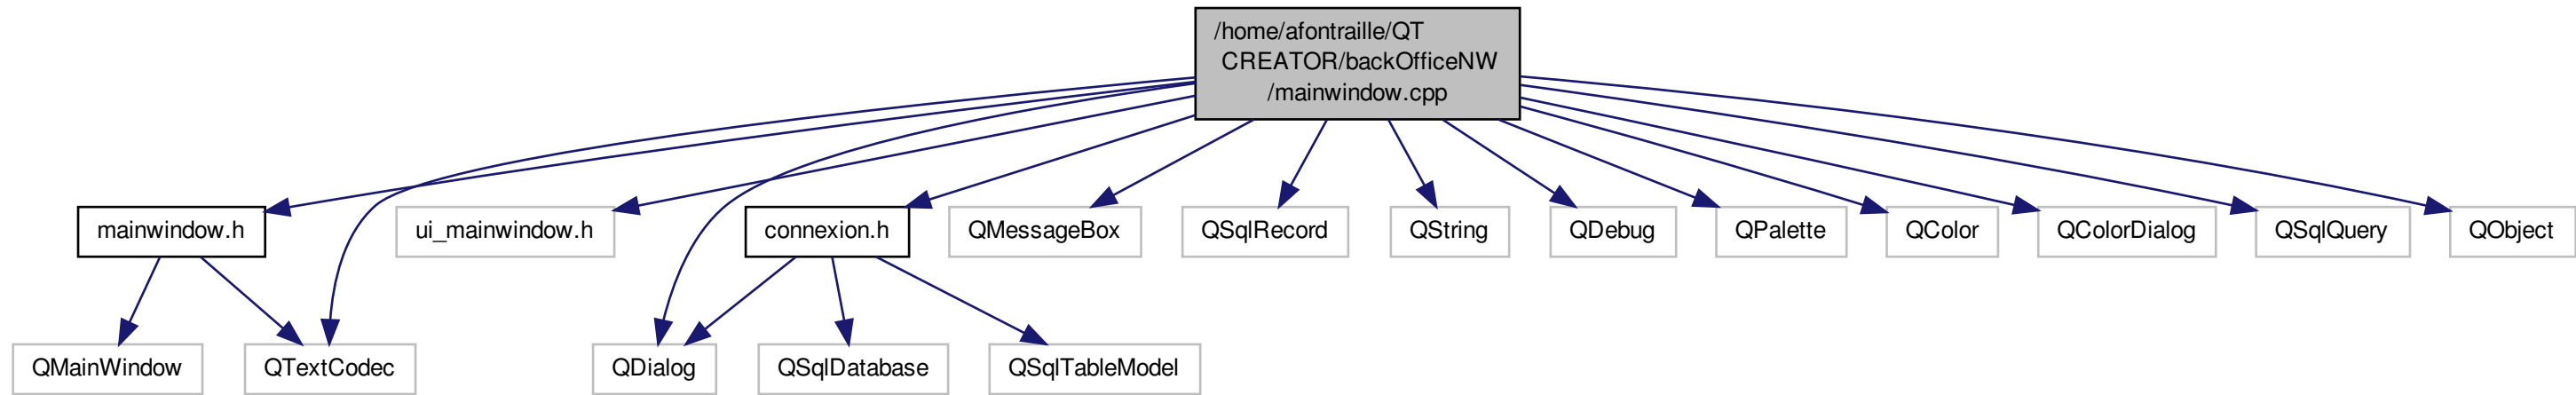 /home/afontraille/QT
CREATOR/backOfficeNW
/mainwindow.cpp
mainwindow.h
ui_mainwindow.h
connexion.h
QMessageBox
QSqlRecord
QString
QDebug
QPalette
QColor
QColorDialog
QSqlQuery
QObject
QMainWindow
QTextCodec
QDialog
QSqlDatabase
QSqlTableModel